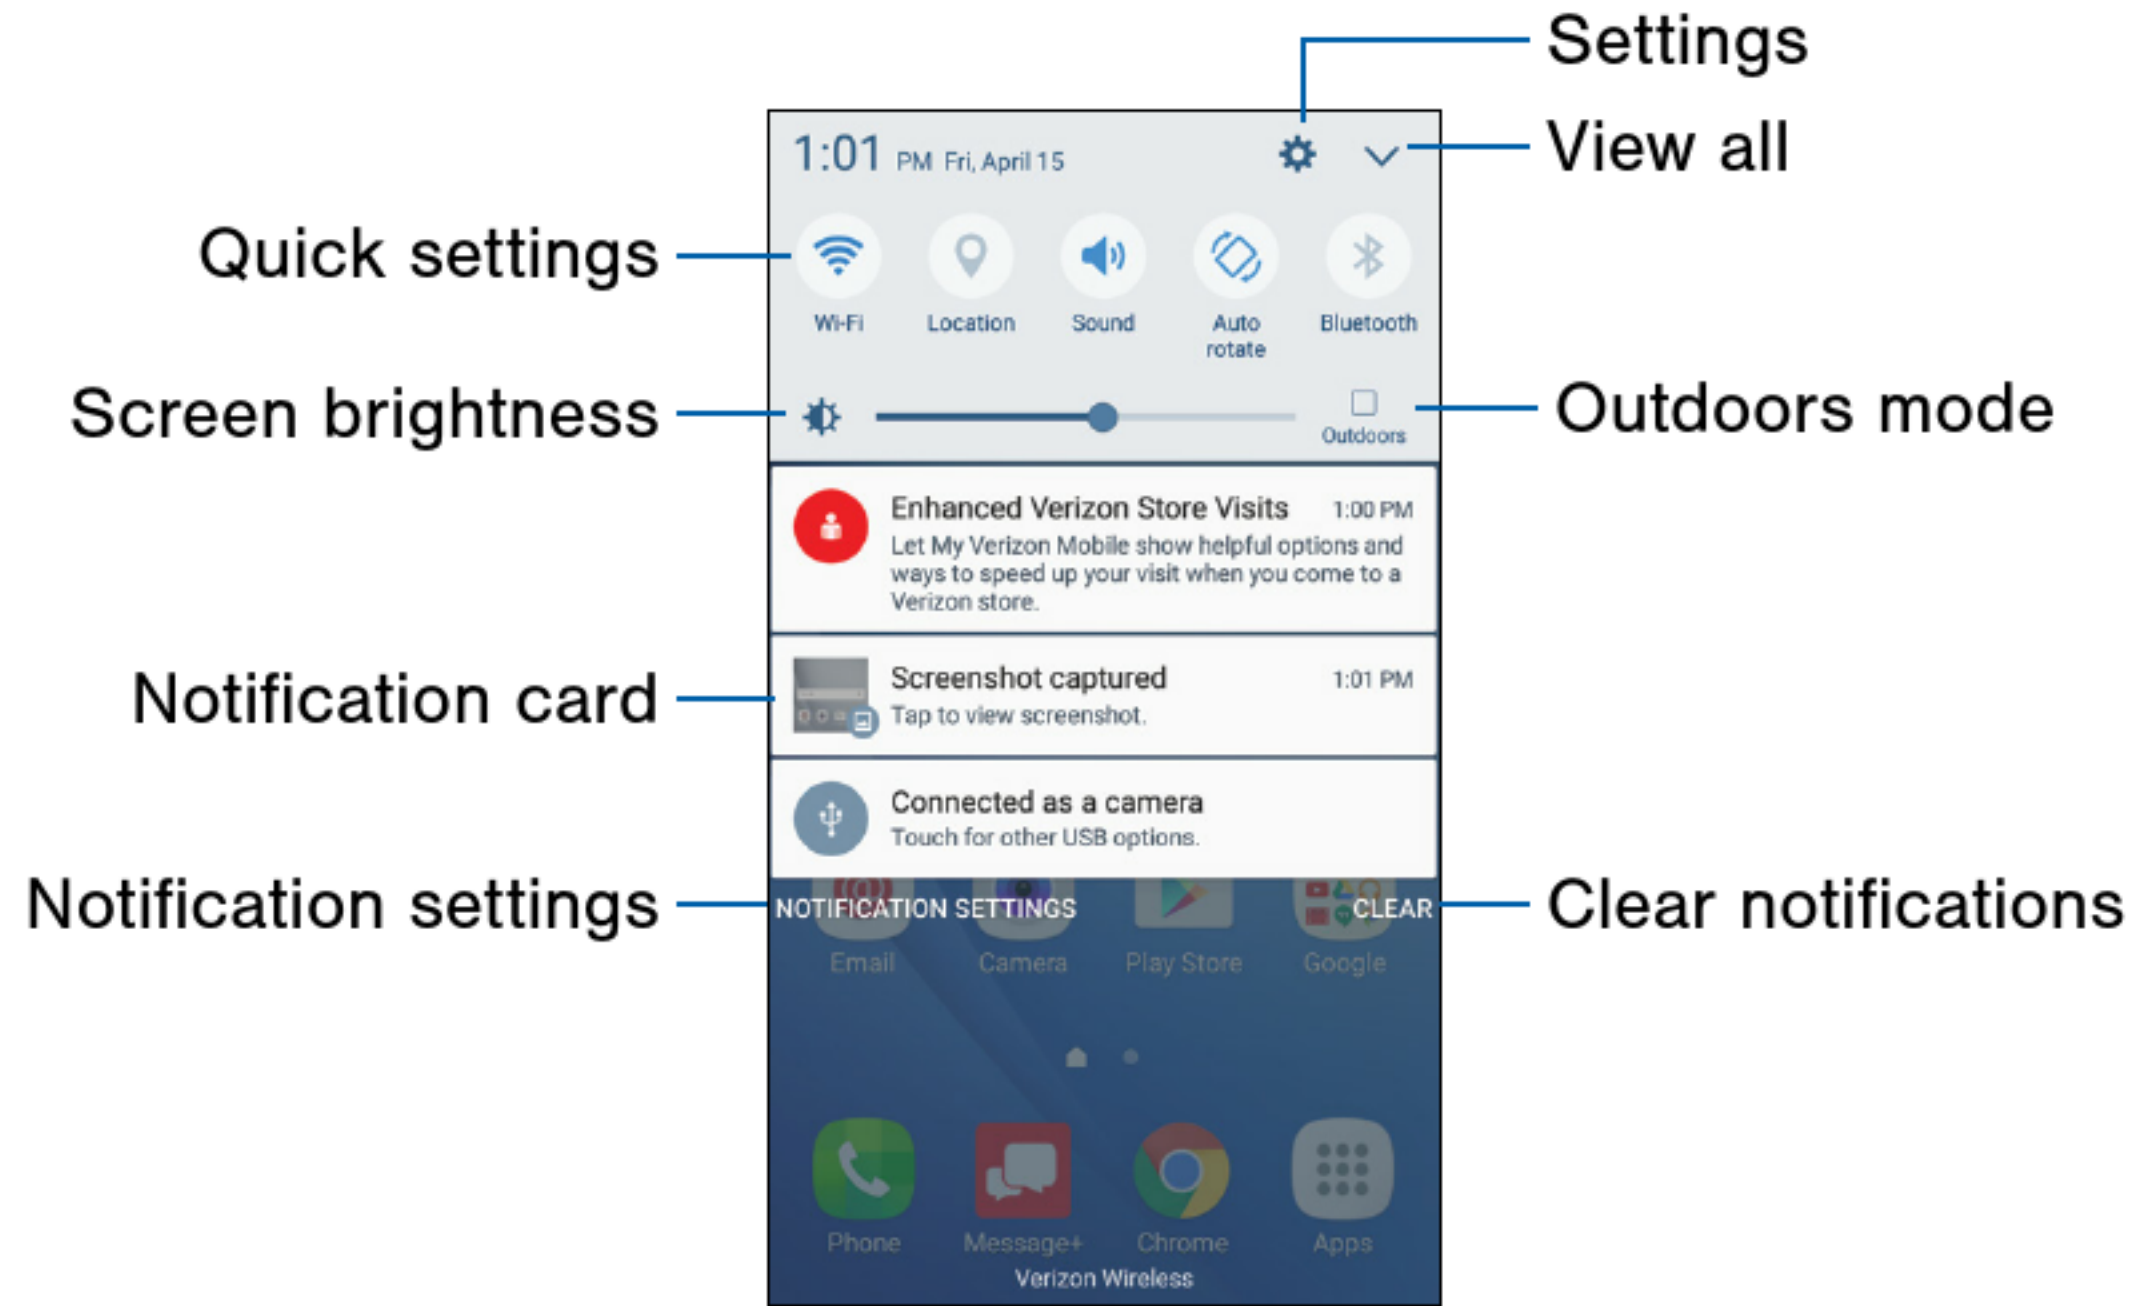 Settings
1:01 PM Fri, April 15
View all
Quick settings
Wi-Fi
Location
Sound
Auto
rotate
Bluetooth
Screen brightness
Outdoors
Outdoors mode
Enhanced Verizon Store Visits 1:00 PM
Let My Verizon Mobile show helpful options and
ways to speed up your visit when you come to a
Verizon store.
Notification card
Screenshot captured 1:01 PM
Tap to view screenshot.
Connected as a camera
Touch for other USB options.
Notification settings
NOTIFICATION SETTINGS
CLEAR
Clear notifications
Email
Camera
Play Store
Google
Phone
Message+
Chrome
Apps
Verizon Wireless